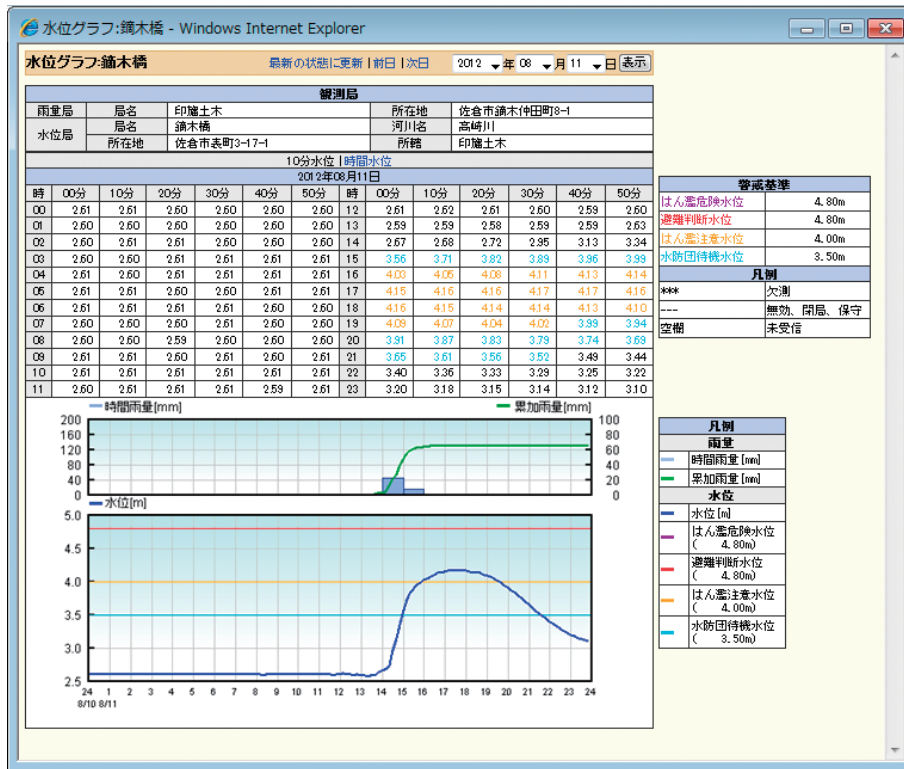 水位グラフ:鏑木橋 - Windows Internet Explorer
水位グラフ:鏑木橋 最新の状態に更新 | 前日 | 次日 2012 年 08 月 11 日 表示
観測局
雨量局 局名 印旛土木 所在地 佐倉市鏑木仲田町8-1
水位局 局名 鏑木橋 河川名 高崎川
所在地 佐倉市表町3-17-1 所轄 印旛土木
10分水位 | 時間水位
2012年08月11日
時 00分 10分 20分 30分 40分 50分 時 00分 10分 20分 30分 40分 50分
00 2.61 2.61 2.60 2.60 2.60 2.60 12 2.61 2.62 2.61 2.60 2.59 2.60
01 2.60 2.60 2.60 2.60 2.60 2.60 13 2.59 2.59 2.58 2.59 2.59 2.63
02 2.60 2.61 2.61 2.60 2.60 2.60 14 2.67 2.68 2.72 2.95 3.13 3.34
03 2.60 2.60 2.60 2.60 2.61 2.61 15 3.56 3.71 3.82 3.89 3.96 3.99
04 2.61 2.61 2.60 2.61 2.60 2.61 16 4.03 4.05 4.08 4.11 4.13 4.14
05 2.61 2.61 2.60 2.60 2.60 2.61 17 4.15 4.16 4.16 4.17 4.17 4.16
06 2.61 2.61 2.61 2.60 2.61 2.61 18 4.16 4.15 4.14 4.14 4.13 4.10
07 2.60 2.60 2.60 2.61 2.60 2.60 19 4.09 4.07 4.04 4.02 3.99 3.94
08 2.60 2.60 2.59 2.60 2.60 2.60 20 3.91 3.87 3.83 3.79 3.74 3.69
09 2.61 2.61 2.60 2.61 2.60 2.61 21 3.65 3.61 3.56 3.52 3.49 3.44
10 2.61 2.61 2.61 2.61 2.61 2.61 22 3.40 3.36 3.33 3.29 3.25 3.22
11 2.60 2.61 2.61 2.61 2.59 2.61 23 3.20 3.18 3.15 3.14 3.12 3.10
警戒基準
はん濫危険水位 4.80m
避難判断水位 4.80m
はん濫注意水位 4.00m
水防団待機水位 3.50m
凡例
*** 欠測
--- 無効、閉局、保守
空欄 未受信
時間雨量[mm] 累加雨量[mm]
200 100
160 80
120 60
80 40
40 20
0 0
水位[m]
5.0
4.5
4.0
3.5
3.0
2.5
24 1 2 3 4 5 6 7 8 9 10 11 12 13 14 15 16 17 18 19 20 21 22 23 24
8/10 8/11
凡例
雨量
時間雨量[mm]
累加雨量[mm]
水位
水位[m]
はん濫危険水位
( 4.80m)
避難判断水位
( 4.80m)
はん濫注意水位
( 4.00m)
水防団待機水位
( 3.50m)